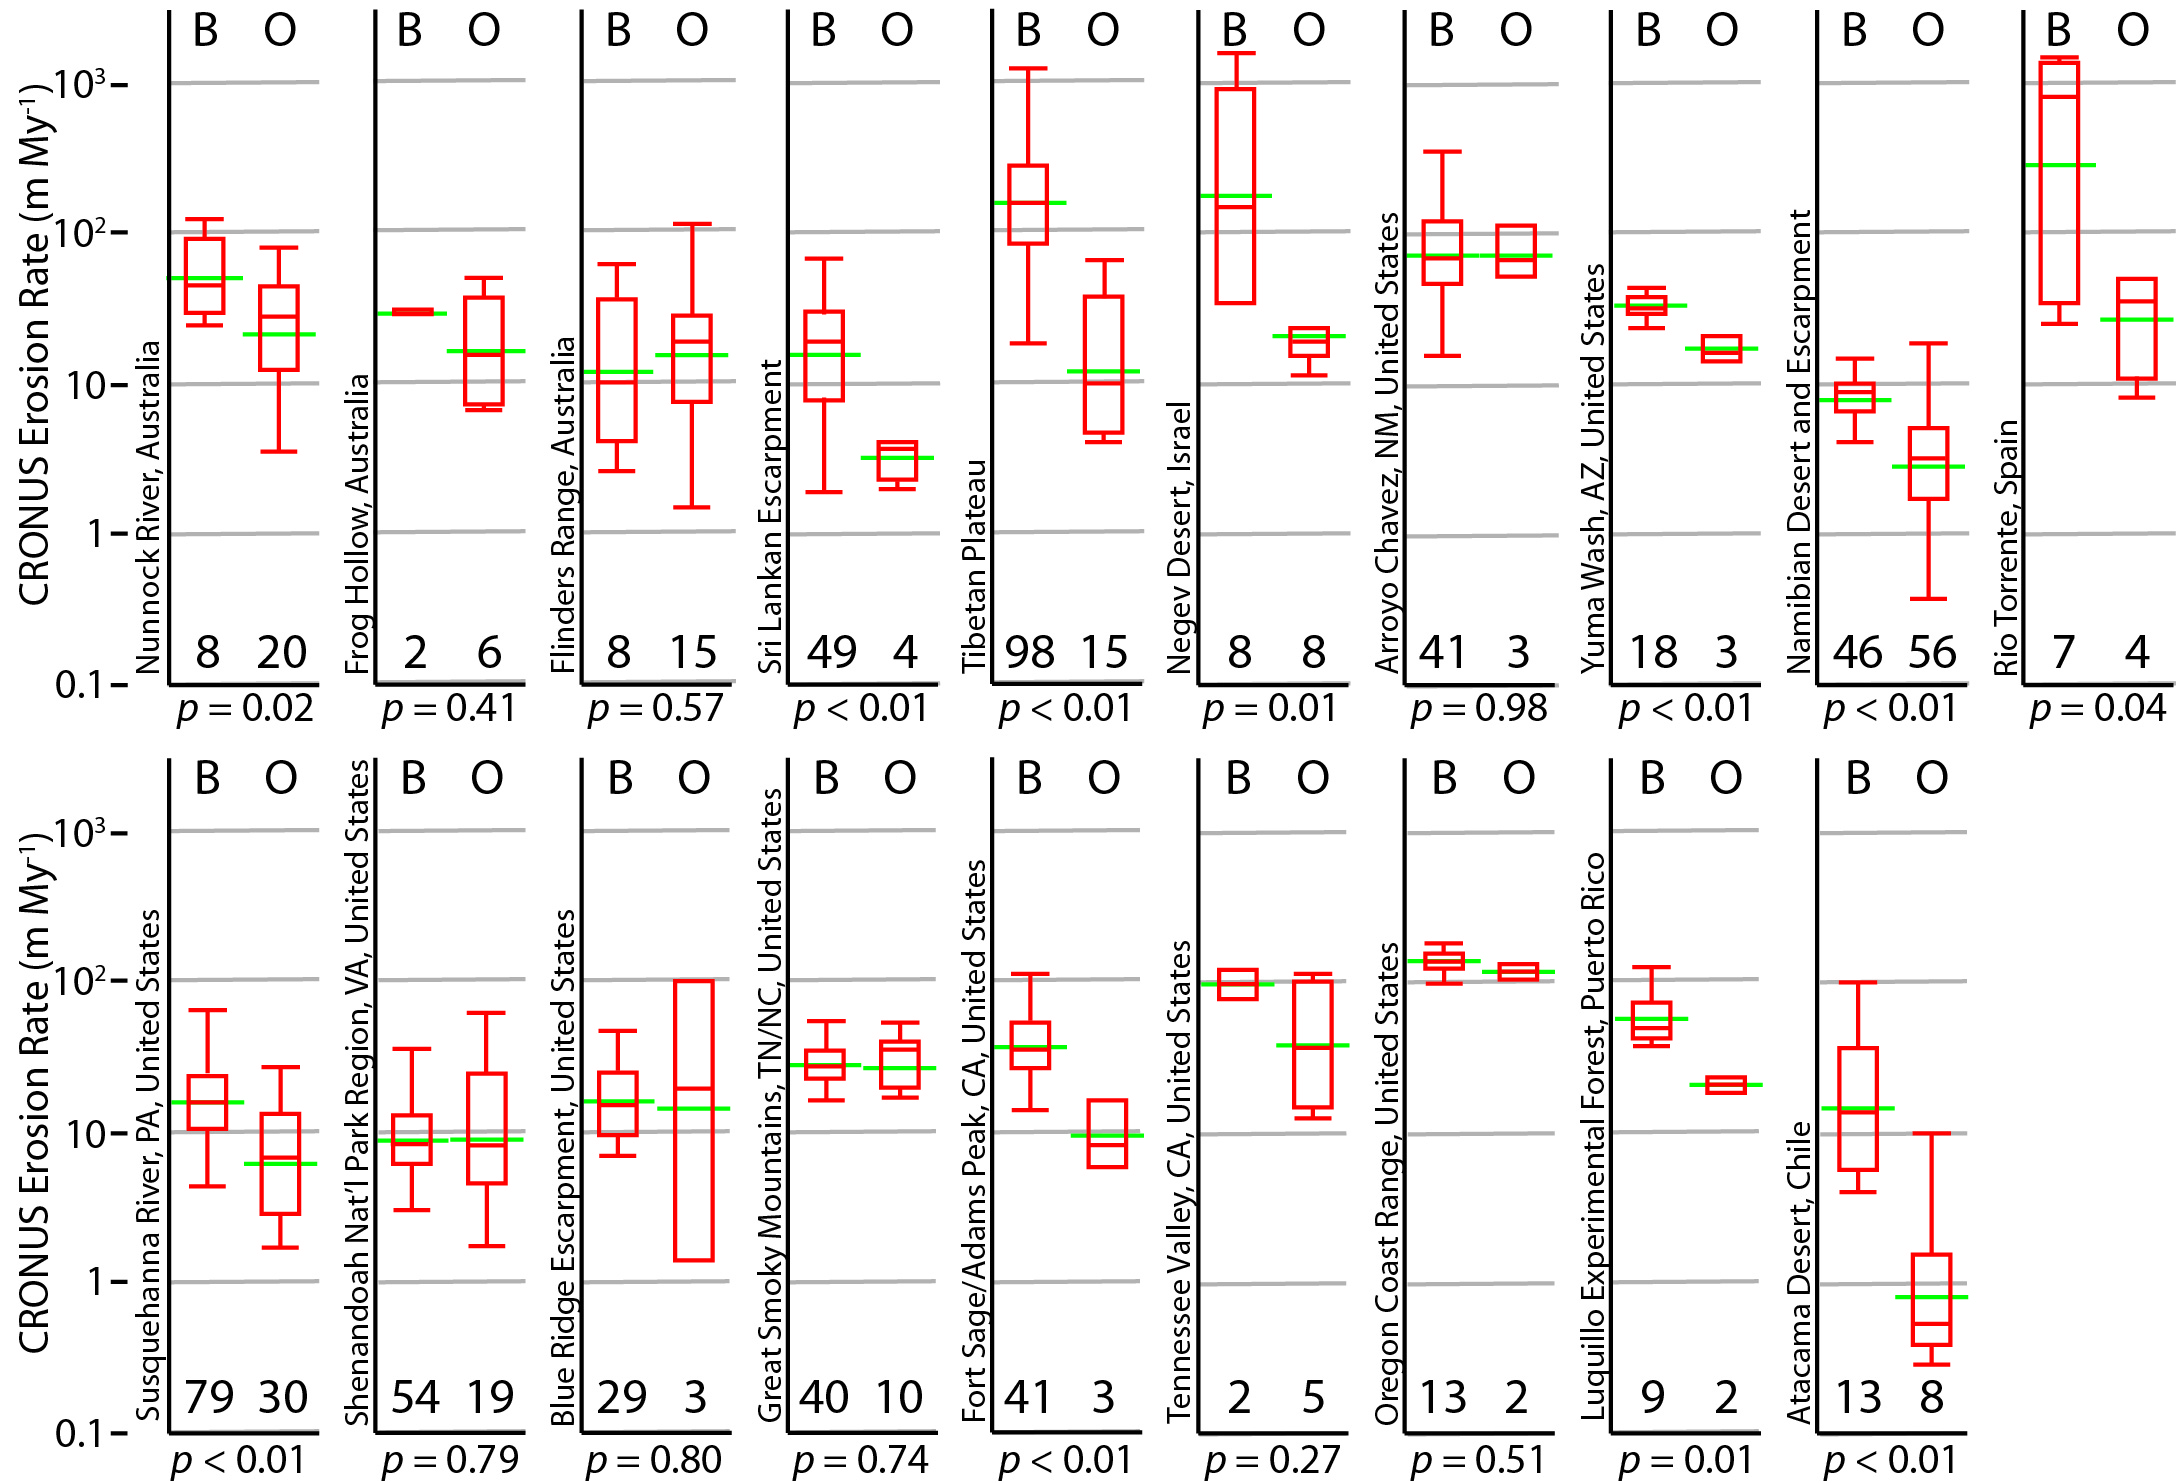 B O B O B O B O B O B O B O B O B O B O
CRONUS Erosion Rate (m My⁻¹)
10³
10²
10
1
0.1
Nunnock River, Australia
Frog Hollow, Australia
Flinders Range, Australia
Sri Lankan Escarpment
Tibetan Plateau
Negev Desert, Israel
Arroyo Chavez, NM, United States
Yuma Wash, AZ, United States
Namibian Desert and Escarpment
Rio Torrente, Spain
8 20 2 6 8 15 49 4 98 15 8 8 41 3 18 3 46 56 7 4
p = 0.02 p = 0.41 p = 0.57 p < 0.01 p < 0.01 p = 0.01 p = 0.98 p < 0.01 p < 0.01 p = 0.04
B O B O B O B O B O B O B O B O B O
CRONUS Erosion Rate (m My⁻¹)
10³
10²
10
1
0.1
Susquehanna River, PA, United States
Shenandoah Nat'l Park Region, VA, United States
Blue Ridge Escarpment, United States
Great Smoky Mountains, TN/NC, United States
Fort Sage/Adams Peak, CA, United States
Tennessee Valley, CA, United States
Oregon Coast Range, United States
Luquillo Experimental Forest, Puerto Rico
Atacama Desert, Chile
79 30 54 19 29 3 40 10 41 3 2 5 13 2 9 2 13 8
p < 0.01 p = 0.79 p = 0.80 p = 0.74 p < 0.01 p = 0.27 p = 0.51 p = 0.01 p < 0.01